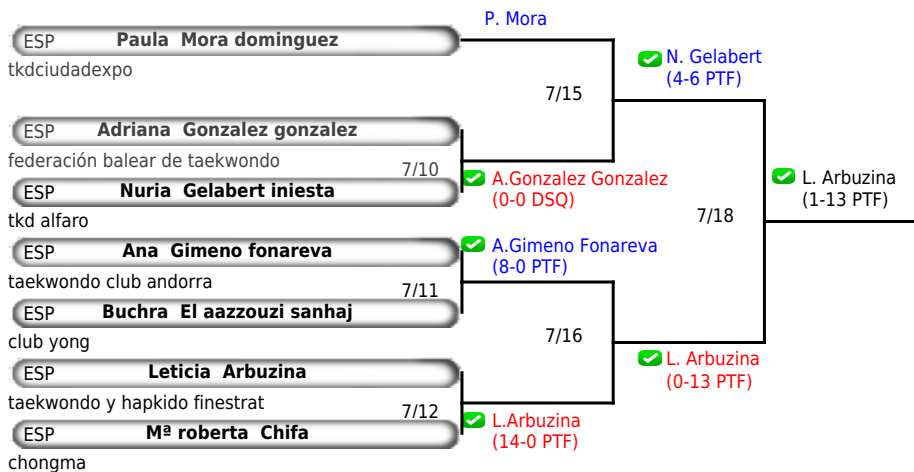 P. Mora
ESP Paula Mora dominguez
tkdciudadexpo
N. Gelabert
(4-6 PTF)
7/15
ESP Adriana Gonzalez gonzalez
federación balear de taekwondo
7/10
A.Gonzalez Gonzalez
(0-0 DSQ)
ESP Nuria Gelabert iniesta
tkd alfaro
L. Arbuzina
(1-13 PTF)
7/18
ESP Ana Gimeno fonareva
A.Gimeno Fonareva
(8-0 PTF)
taekwondo club andorra
7/11
ESP Buchra El aazzouzi sanhaj
club yong
7/16
ESP Leticia Arbuzina
L. Arbuzina
(0-13 PTF)
taekwondo y hapkido finestrat
7/12
L.Arbuzina
(14-0 PTF)
ESP Mª roberta Chifa
chongma